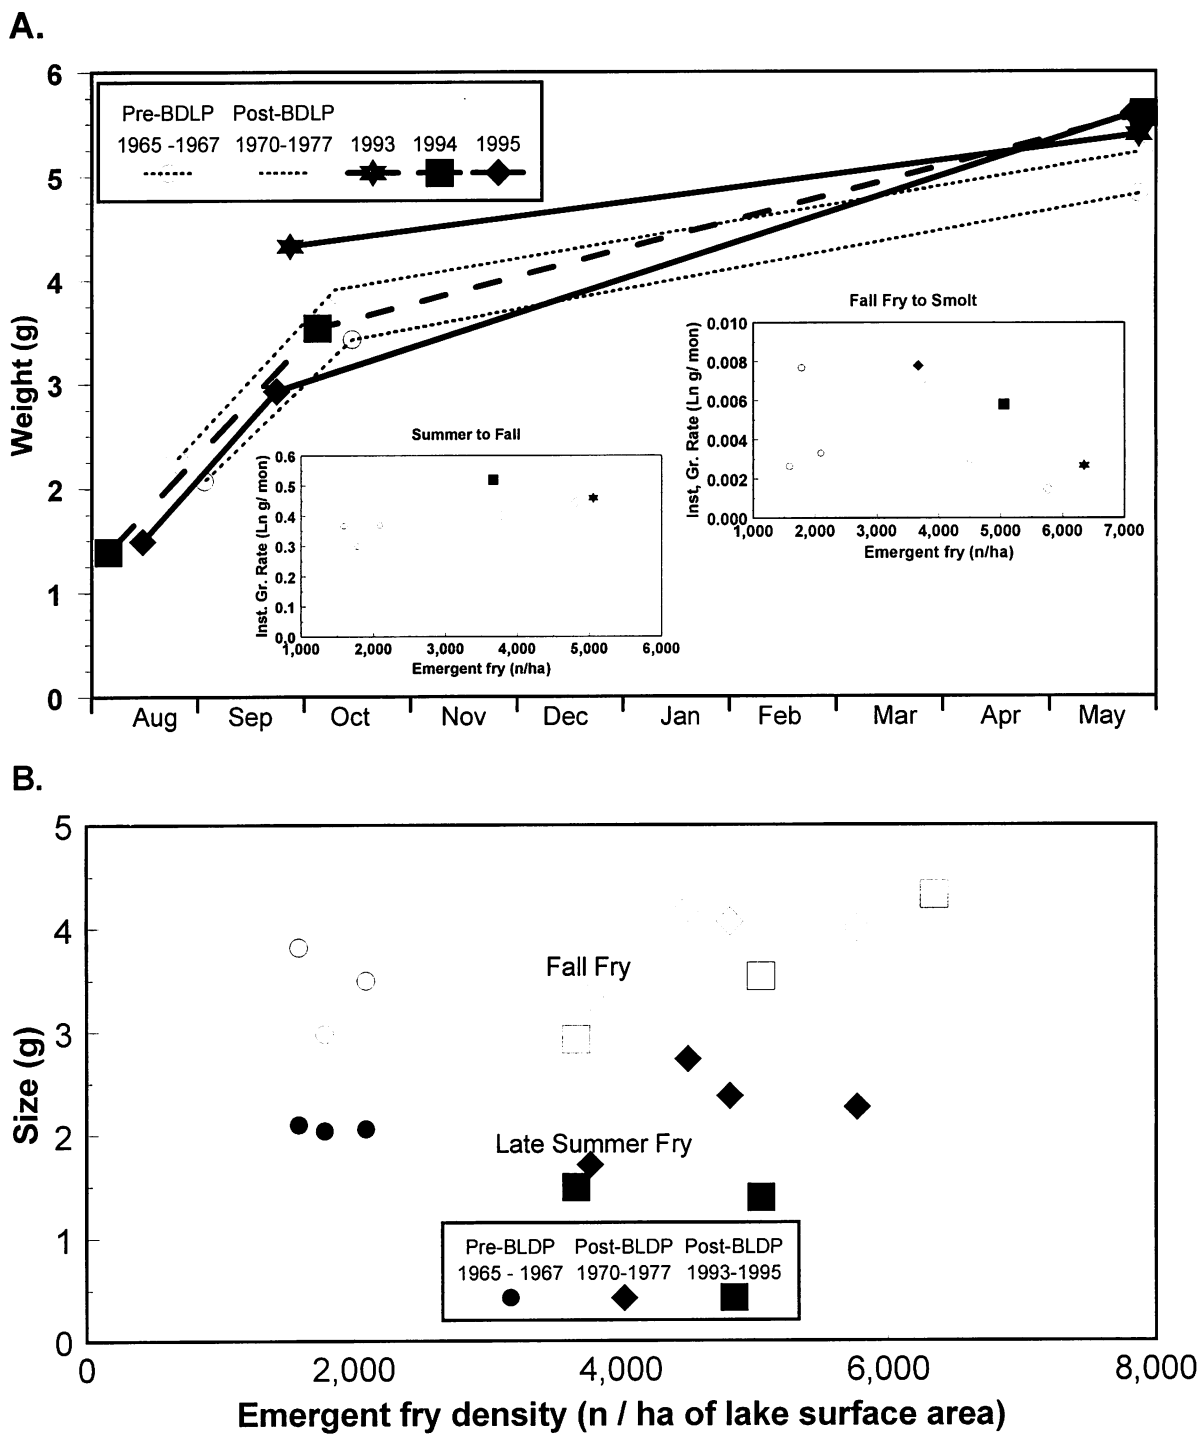 A.
6
5
4
3
2
1
0
Weight (g)
Pre-BDLP Post-BDLP
1965 -1967 1970-1977 1993 1994 1995
Fall Fry to Smolt
0.010
0.008
0.006
0.004
0.002
0.000
Inst, Gr. Rate (Ln g/ mon)
1,000 2,000 3,000 4,000 5,000 6,000 7,000
Emergent fry (n/ha)
Summer to Fall
0.6
0.5
0.4
0.3
0.2
0.1
0.0
Inst. Gr. Rate (Ln g/ mon)
1,000 2,000 3,000 4,000 5,000 6,000
Emergent fry (n/ha)
Aug Sep Oct Nov Dec Jan Feb Mar Apr May
B.
5
4
3
2
1
0
Size (g)
Fall Fry
Late Summer Fry
Pre-BLDP Post-BLDP Post-BLDP
1965 - 1967 1970-1977 1993-1995
0 2,000 4,000 6,000 8,000
Emergent fry density (n / ha of lake surface area)